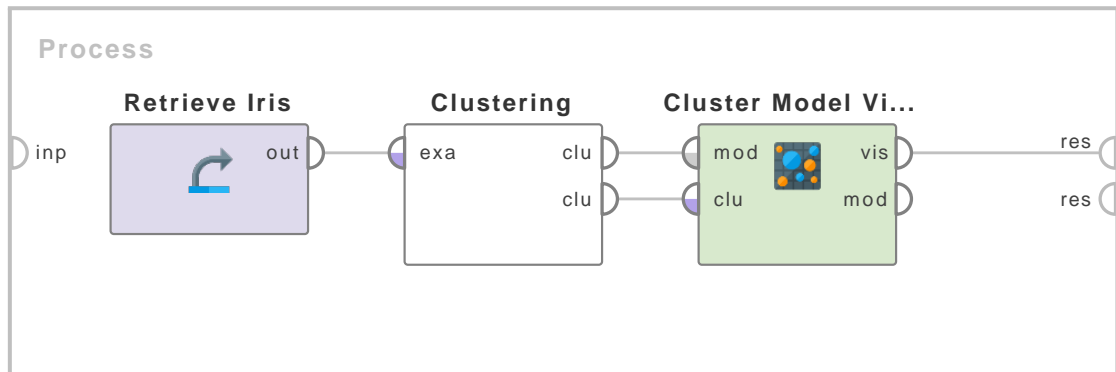 Process
Retrieve Iris Clustering Cluster Model Vi...
inp out exa clu mod vis res
clu clu mod res